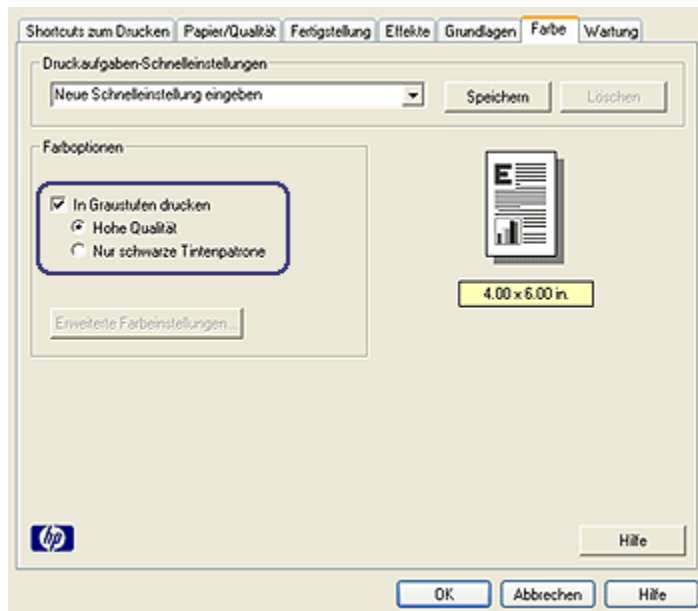 Shortcuts zum Drucken Papier/Qualität Fertigstellung Effekte Grundlagen Farbe Wartung
Druckaufgaben-Schnelleinstellungen
Neue Schnelleinstellung eingeben Speichern Löschen
Farboptionen
In Graustufen drucken
Hohe Qualität
Nur schwarze Tintenpatrone
Erweiterte Farbeinstellungen...
E
4.00 x 6.00 in.
hp
Hilfe
OK Abbrechen Hilfe